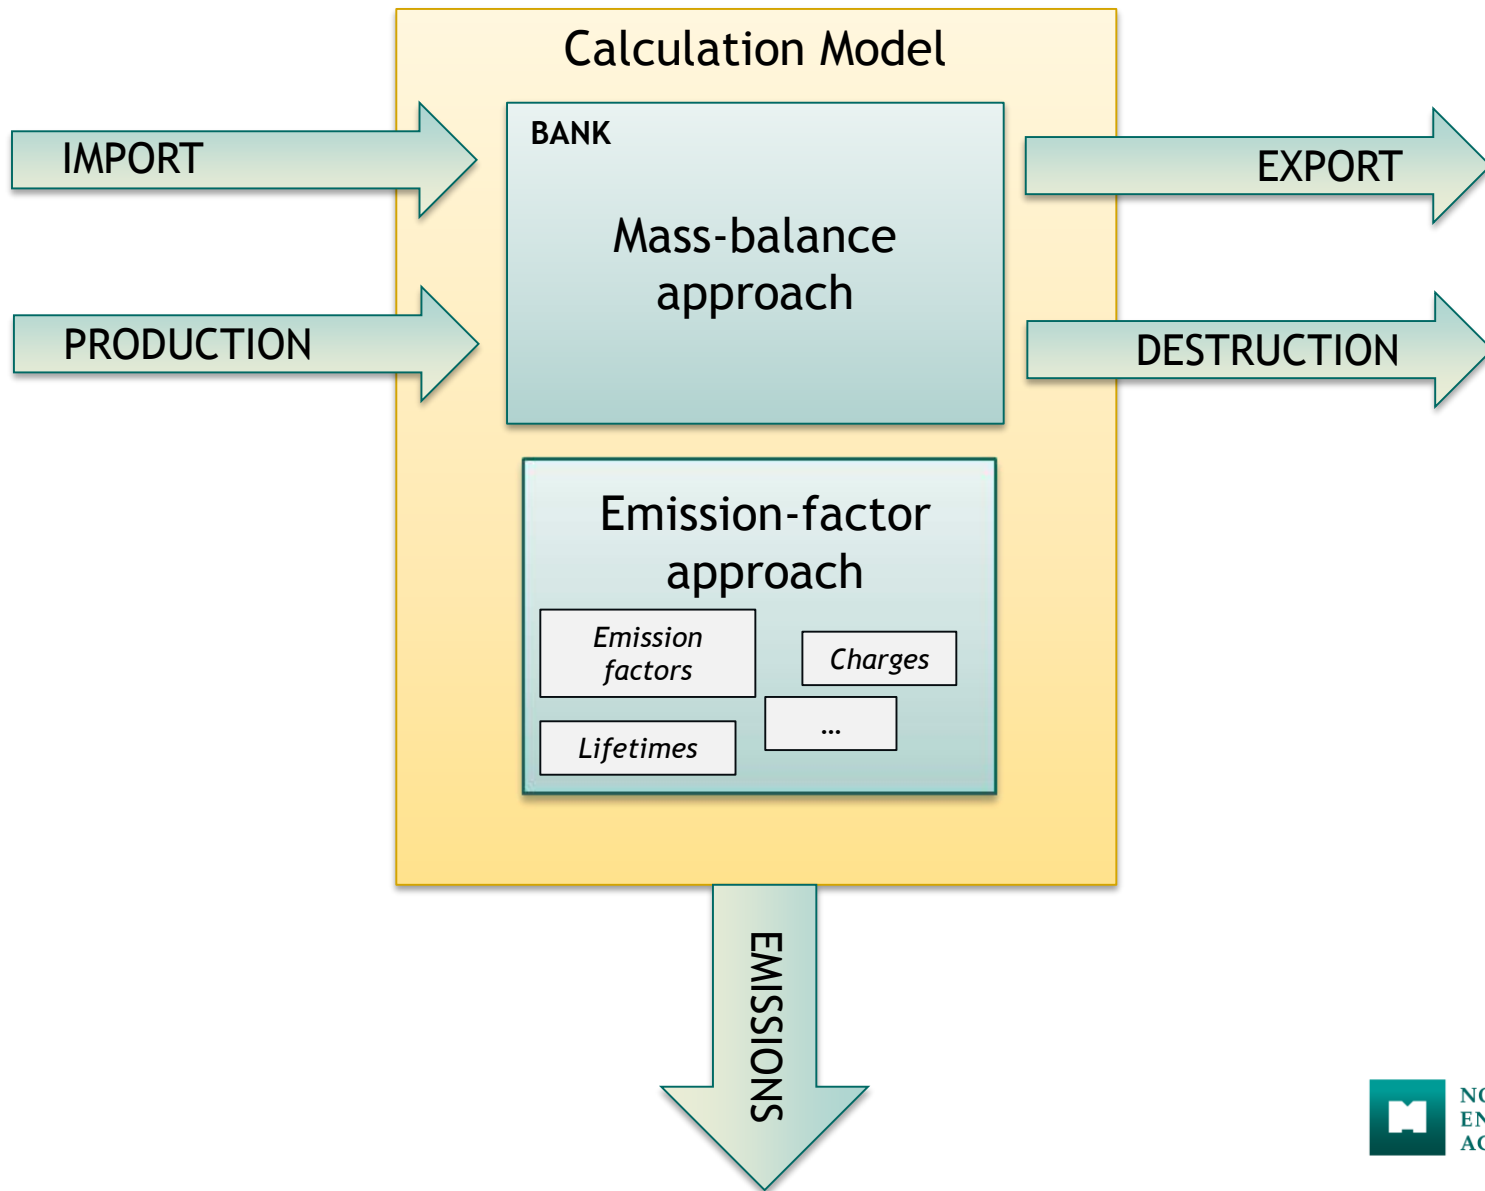 Calculation Model
IMPORT
BANK
EXPORT
Mass-balance
approach
PRODUCTION
DESTRUCTION
Emission-factor
approach
Emission
factors
Charges
...
Lifetimes
EMISSIONS